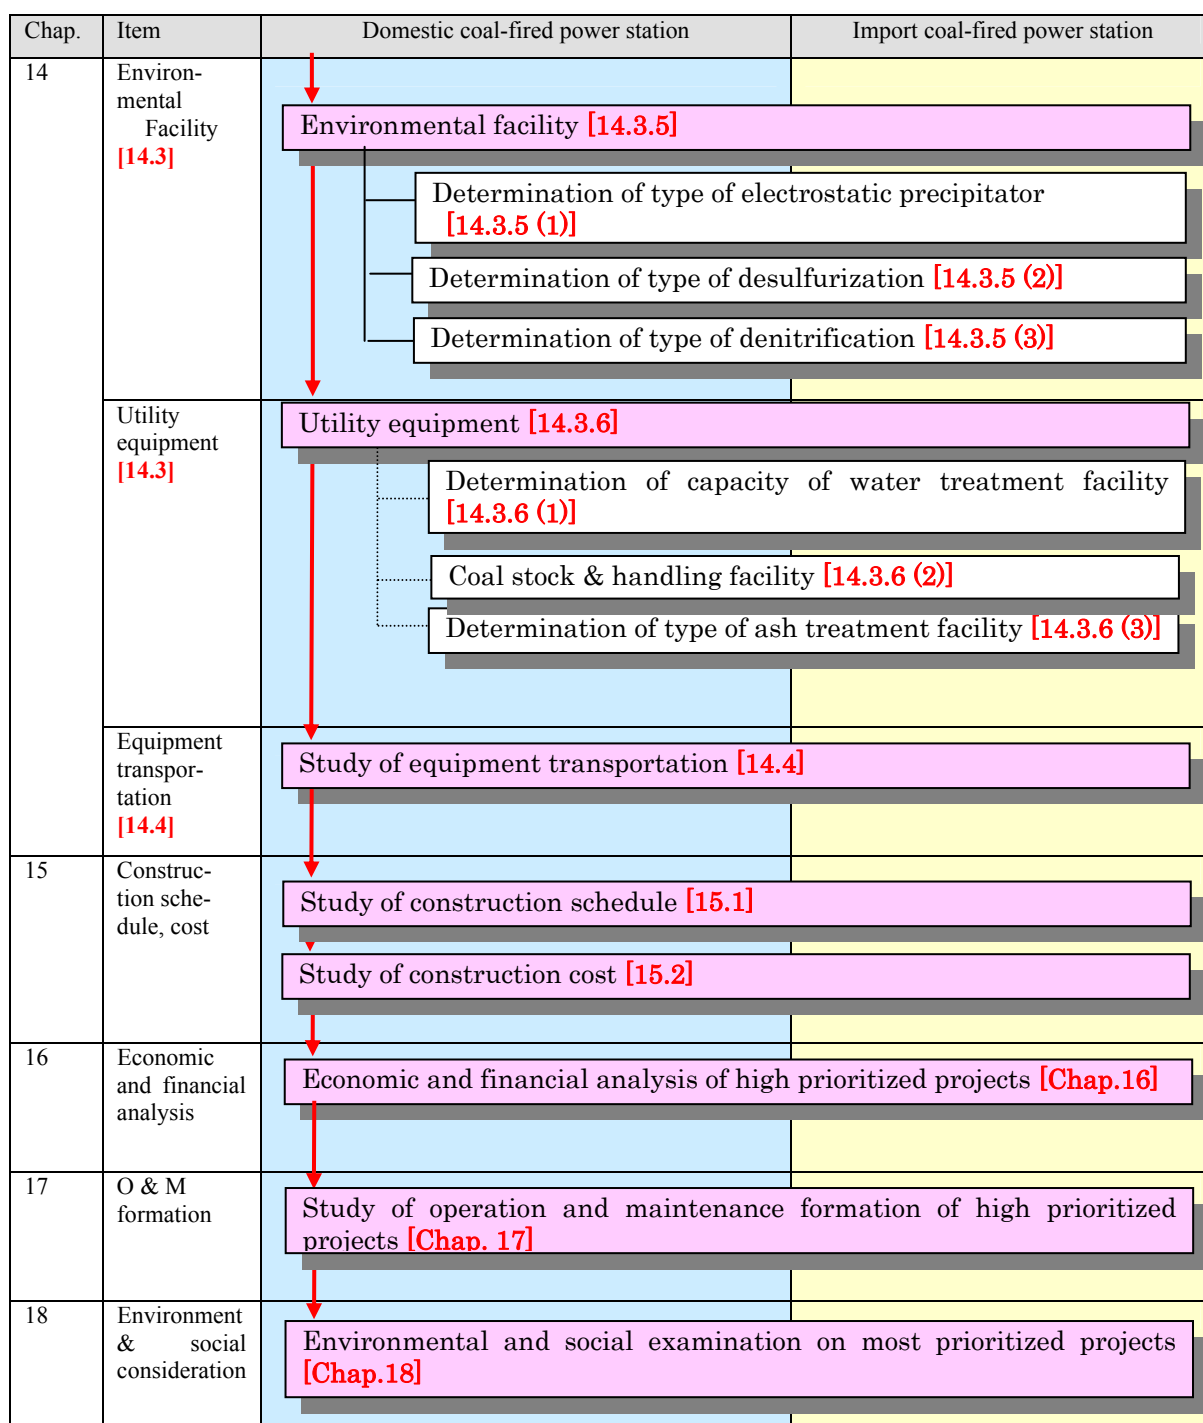 Chap. Item Domestic coal-fired power station Import coal-fired power station
14
Environ-
mental
Facility
[14.3]
Environmental facility [14.3.5]
Determination of type of electrostatic precipitator
[14.3.5 (1)]
Determination of type of desulfurization [14.3.5 (2)]
Determination of type of denitrification [14.3.5 (3)]
Utility
equipment
[14.3]
Utility equipment [14.3.6]
Determination of capacity of water treatment facility
[14.3.6 (1)]
Coal stock & handling facility [14.3.6 (2)]
Determination of type of ash treatment facility [14.3.6 (3)]
Equipment
transpor-
tation
[14.4]
Study of equipment transportation [14.4]
15
Construc-
tion sche-
dule, cost
Study of construction schedule [15.1]
Study of construction cost [15.2]
16
Economic
and financial
analysis
Economic and financial analysis of high prioritized projects [Chap.16]
17
O & M
formation
Study of operation and maintenance formation of high prioritized
projects [Chap. 17]
18
Environment
& social
consideration
Environmental and social examination on most prioritized projects
[Chap.18]